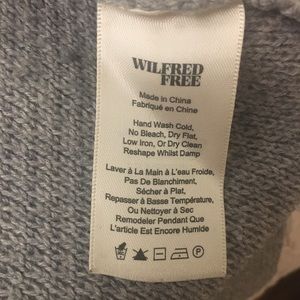 WILFRED
FREE
Made in China
Fabriqué en Chine
Hand Wash Cold,
No Bleach, Dry Flat,
Low Iron, Or Dry Clean
Reshape Whilst Damp
Laver à La Main à L'eau Froide,
Pas De Blanchiment,
Sécher à Plat,
Repasser à Basse Température,
Ou Nettoyer à Sec
Remodeler Pendant Que
L'article Est Encore Humide
P